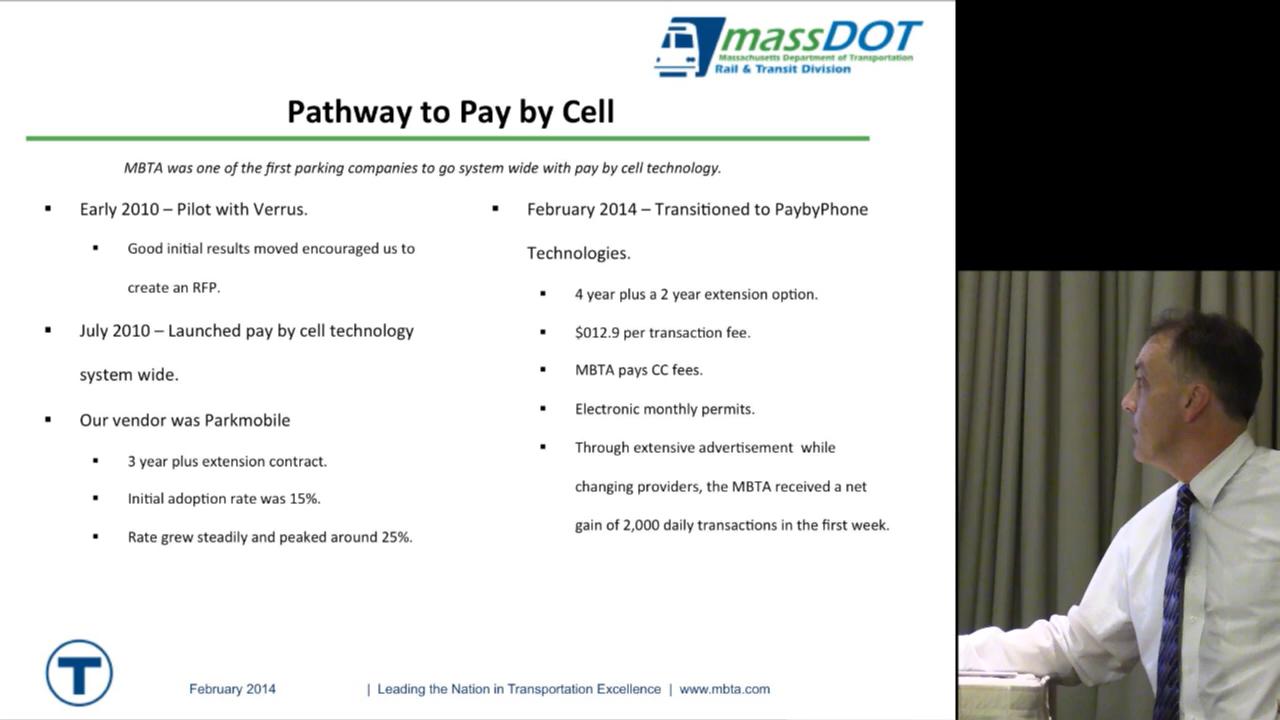 massDOT
Massachusetts Department of Transportation
Rail & Transit Division
Pathway to Pay by Cell
MBTA was one of the first parking companies to go system wide with pay by cell technology.
▪ Early 2010 – Pilot with Verrus.
▪ Good initial results moved encouraged us to
create an RFP.
▪ July 2010 – Launched pay by cell technology
system wide.
▪ Our vendor was Parkmobile
▪ 3 year plus extension contract.
▪ Initial adoption rate was 15%.
▪ Rate grew steadily and peaked around 25%.
▪ February 2014 – Transitioned to PaybyPhone
Technologies.
▪ 4 year plus a 2 year extension option.
▪ $012.9 per transaction fee.
▪ MBTA pays CC fees.
▪ Electronic monthly permits.
▪ Through extensive advertisement while
changing providers, the MBTA received a net
gain of 2,000 daily transactions in the first week.
T
February 2014 | Leading the Nation in Transportation Excellence | www.mbta.com